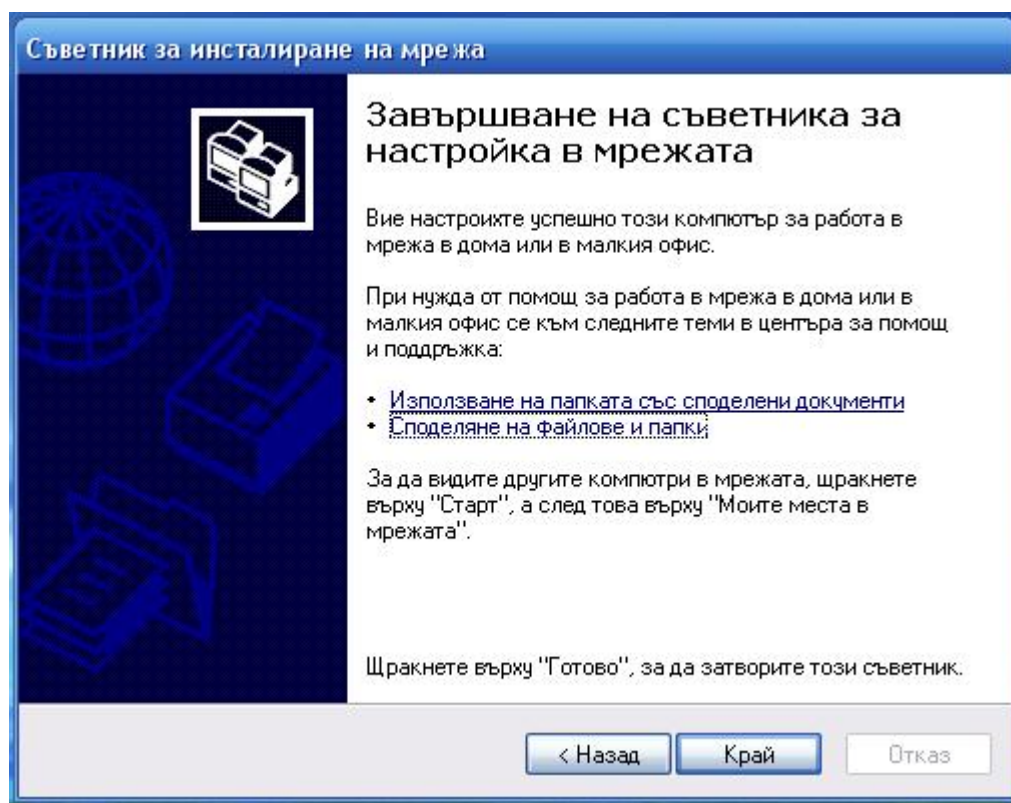 Съветник за инсталиране на мрежа
Завършване на съветника за
настройка в мрежата
Вие настроихте успешно този компютър за работа в
мрежа в дома или в малкия офис.
При нужда от помощ за работа в мрежа в дома или в
малкия офис се към следните теми в центъра за помощ
и поддръжка:
• Използване на папката със споделени документи
• Споделяне на файлове и папки
За да видите другите компютри в мрежата, щракнете
върху "Старт", а след това върху "Моите места в
мрежата".
Щракнете върху "Готово", за да затворите този съветник.
< Назад
Край
Отказ